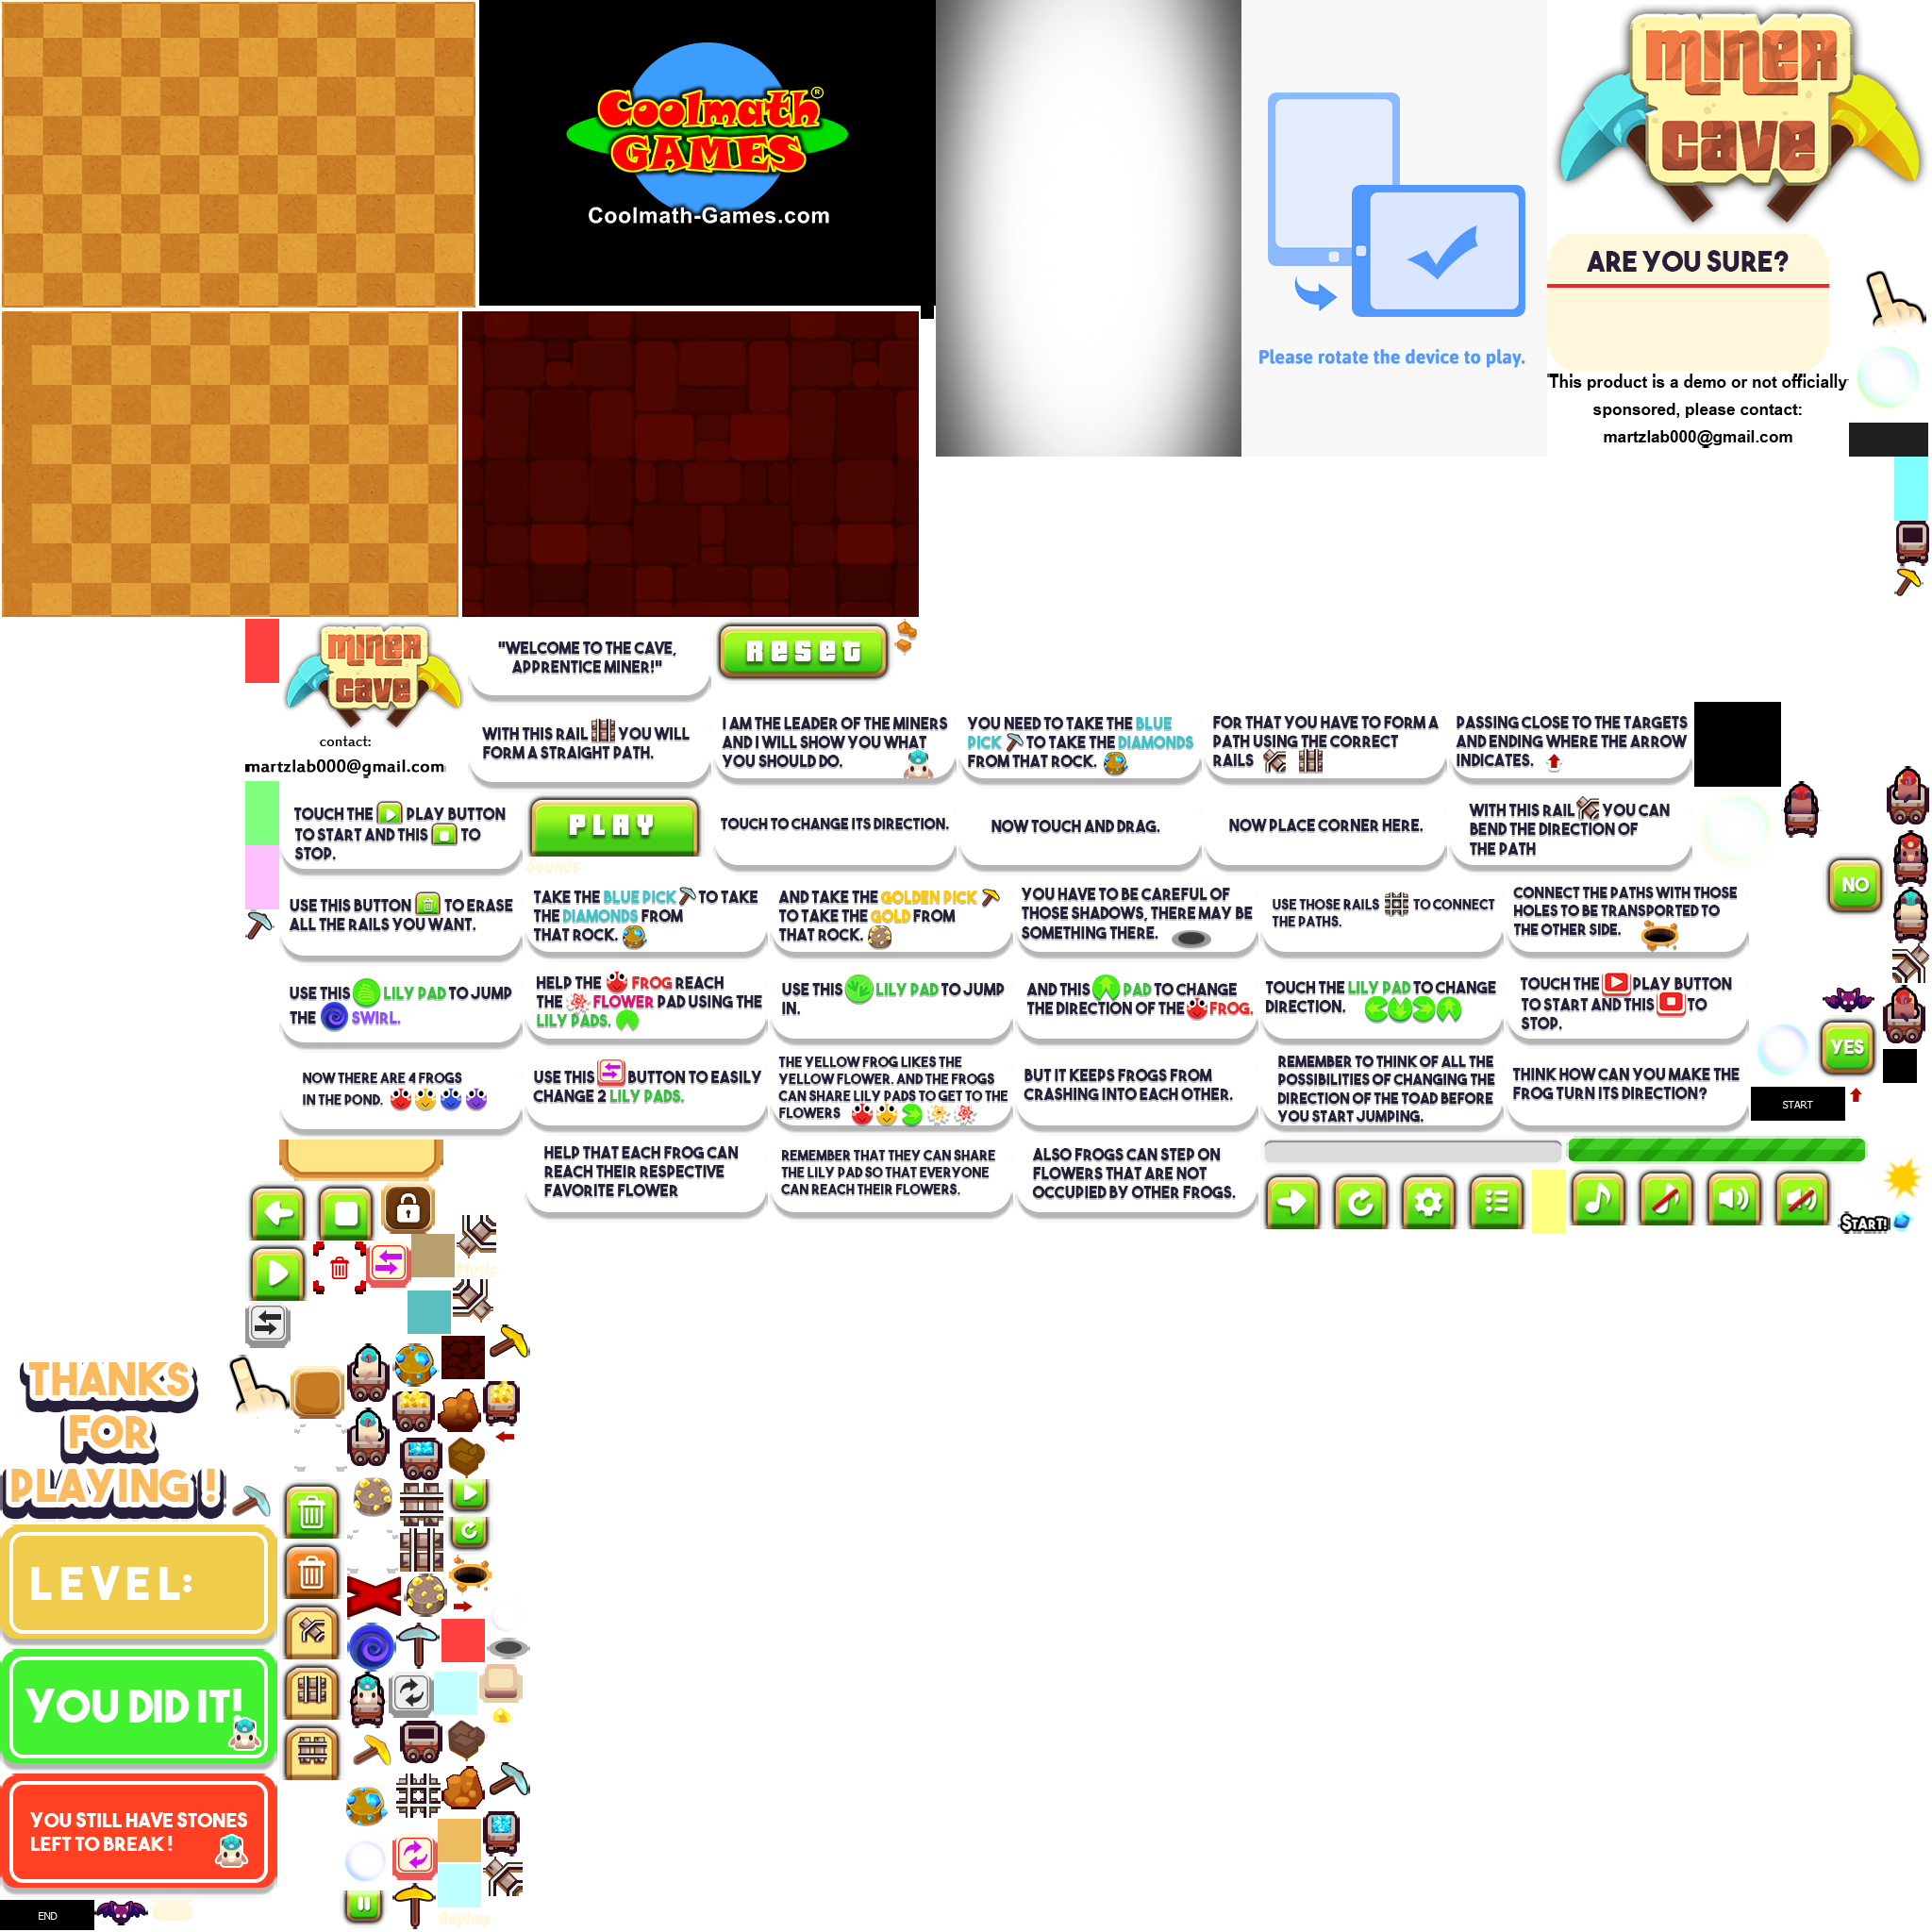 Coolmath®
GAMES
Coolmath-Games.com
Please rotate the device to play.
MINER
CAVE
ARE YOU SURE?
This product is a demo or not officially
sponsored, please contact:
martzlab000@gmail.com
MINER
CAVE
contact:
martzlab000@gmail.com
"WELCOME TO THE CAVE,
APPRENTICE MINER!"
RESET
WITH THIS RAIL YOU WILL
FORM A STRAIGHT PATH.
I AM THE LEADER OF THE MINERS
AND I WILL SHOW YOU WHAT
YOU SHOULD DO.
YOU NEED TO TAKE THE BLUE
PICK TO TAKE THE DIAMONDS
FROM THAT ROCK.
FOR THAT YOU HAVE TO FORM A
PATH USING THE CORRECT
RAILS
PASSING CLOSE TO THE TARGETS
AND ENDING WHERE THE ARROW
INDICATES.
TOUCH THE PLAY BUTTON
TO START AND THIS TO
STOP.
PLAY
Sounds
TOUCH TO CHANGE ITS DIRECTION.
NOW TOUCH AND DRAG.
NOW PLACE CORNER HERE.
WITH THIS RAIL YOU CAN
BEND THE DIRECTION OF
THE PATH
NO
USE THIS BUTTON TO ERASE
ALL THE RAILS YOU WANT.
TAKE THE BLUE PICK TO TAKE
THE DIAMONDS FROM
THAT ROCK.
AND TAKE THE GOLDEN PICK
TO TAKE THE GOLD FROM
THAT ROCK.
YOU HAVE TO BE CAREFUL OF
THOSE SHADOWS, THERE MAY BE
SOMETHING THERE.
USE THOSE RAILS TO CONNECT
THE PATHS.
CONNECT THE PATHS WITH THOSE
HOLES TO BE TRANSPORTED TO
THE OTHER SIDE.
USE THIS LILY PAD TO JUMP
THE SWIRL.
HELP THE FROG REACH
THE FLOWER PAD USING THE
LILY PADS.
USE THIS LILY PAD TO JUMP
IN.
AND THIS PAD TO CHANGE
THE DIRECTION OF THE FROG.
TOUCH THE LILY PAD TO CHANGE
DIRECTION.
TOUCH THE PLAY BUTTON
TO START AND THIS TO
STOP.
YES
NOW THERE ARE 4 FROGS
IN THE POND.
USE THIS BUTTON TO EASILY
CHANGE 2 LILY PADS.
THE YELLOW FROG LIKES THE
YELLOW FLOWER. AND THE FROGS
CAN SHARE LILY PADS TO GET TO THE
FLOWERS
BUT IT KEEPS FROGS FROM
CRASHING INTO EACH OTHER.
REMEMBER TO THINK OF ALL THE
POSSIBILITIES OF CHANGING THE
DIRECTION OF THE TOAD BEFORE
YOU START JUMPING.
THINK HOW CAN YOU MAKE THE
FROG TURN ITS DIRECTION?
START
HELP THAT EACH FROG CAN
REACH THEIR RESPECTIVE
FAVORITE FLOWER
REMEMBER THAT THEY CAN SHARE
THE LILY PAD SO THAT EVERYONE
CAN REACH THEIR FLOWERS.
ALSO FROGS CAN STEP ON
FLOWERS THAT ARE NOT
OCCUPIED BY OTHER FROGS.
START!
Music
THANKS
FOR
PLAYING !
LEVEL:
YOU DID IT!
YOU STILL HAVE STONES
LEFT TO BREAK !
END
Replay